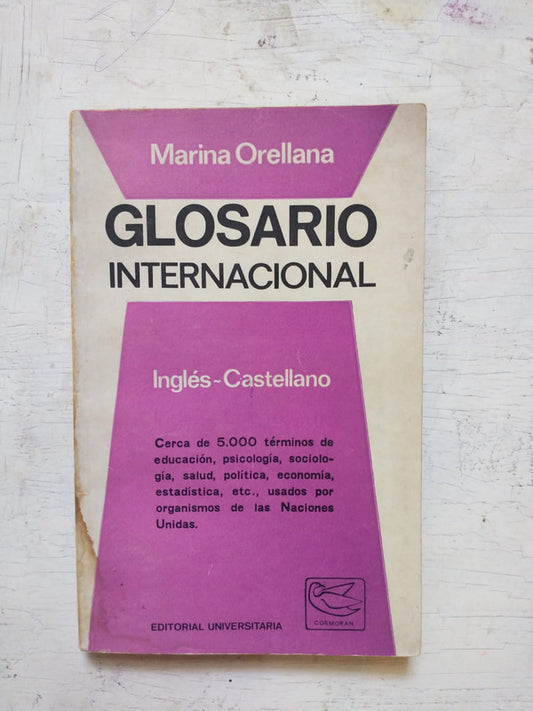 Marina Orellana
GLOSARIO
INTERNACIONAL
Inglés-Castellano
Cerca de 5.000 términos de
educación, psicología, sociolo-
gía, salud, política, economía,
estadística, etc., usados por
organismos de las Naciones
Unidas.
CORMORAN
EDITORIAL UNIVERSITARIA